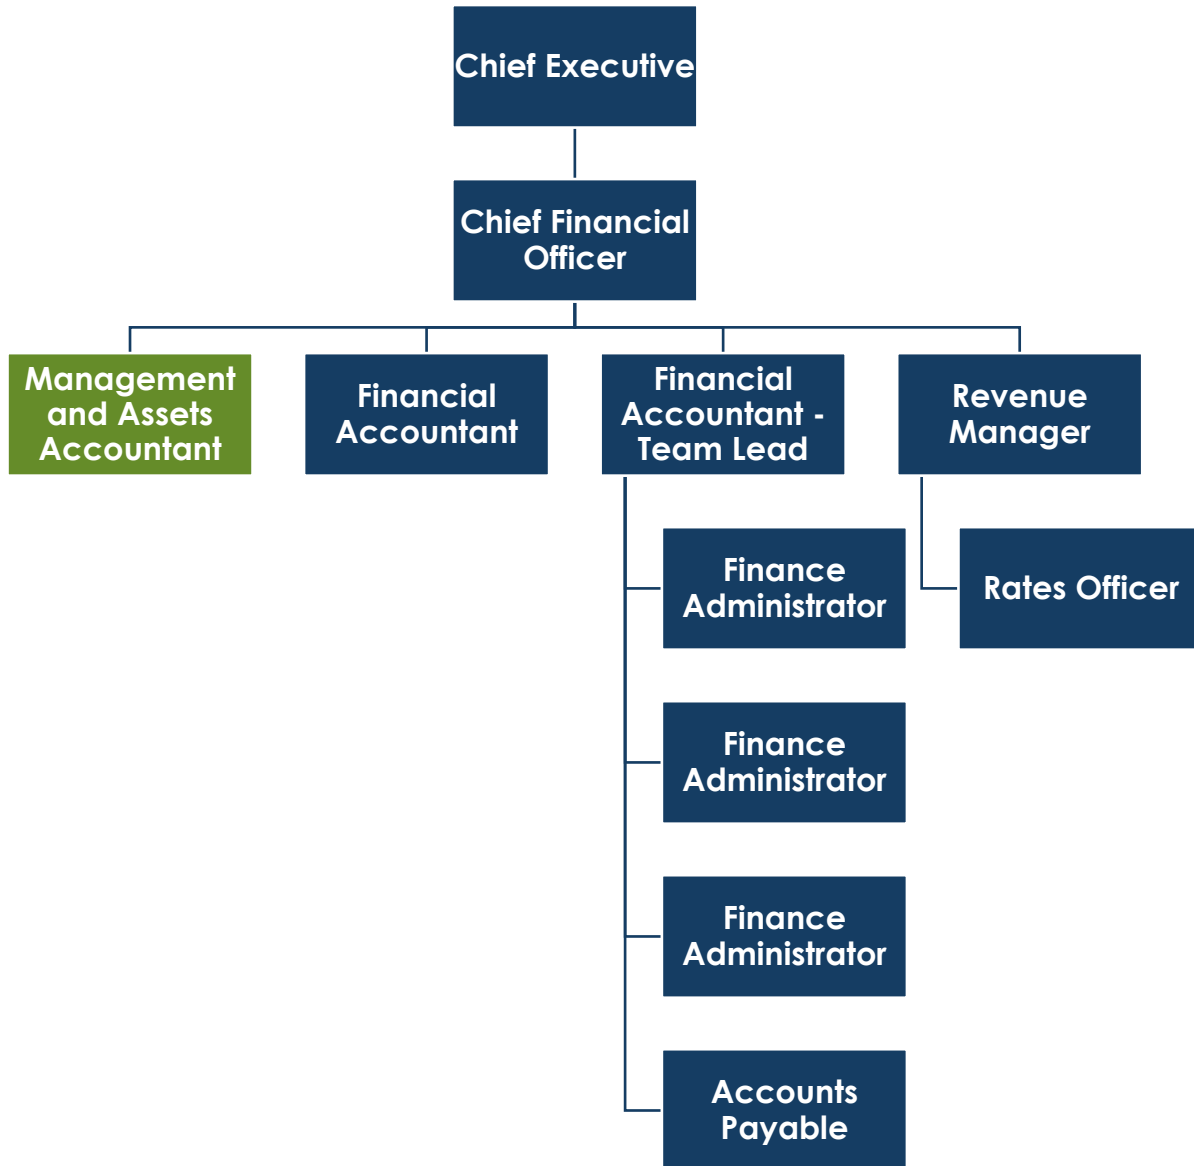 Chief Executive
Chief Financial
Officer
Management
and Assets
Accountant
Financial
Accountant
Financial
Accountant -
Team Lead
Revenue
Manager
Finance
Administrator
Rates Officer
Finance
Administrator
Finance
Administrator
Accounts
Payable